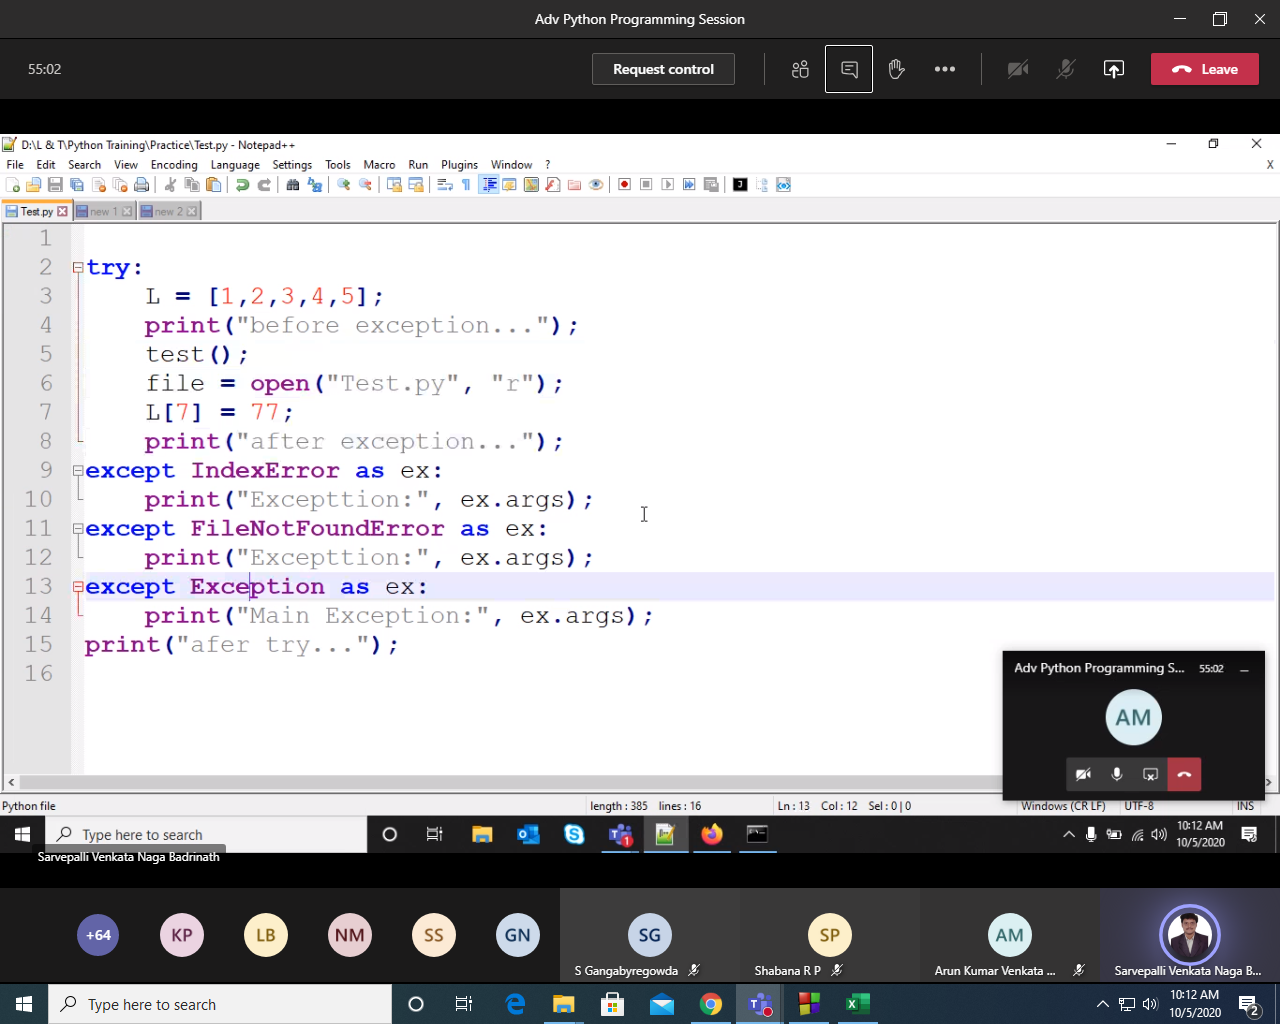 Adv Python Programming Session
55:02
Request control
Leave
D:\L & T\Python Training\Practice\Test.py - Notepad++
File Edit Search View Encoding Language Settings Tools Macro Run Plugins Window ? X
Test.py new 1 new 2
1
2 try:
3 L = [1,2,3,4,5];
4 print("before exception...");
5 test();
6 file = open("Test.py", "r");
7 L[7] = 77;
8 print("after exception...");
9 except IndexError as ex:
10 print("Excepttion:", ex.args);
11 except FileNotFoundError as ex:
12 print("Excepttion:", ex.args);
13 except Exception as ex:
14 print("Main Exception:", ex.args);
15 print("afer try...");
16
Adv Python Programming S... 55:02
AM
Python file length : 385 lines : 16 Ln : 13 Col : 12 Sel : 0 | 0 Windows (CR LF) UTF-8 INS
Type here to search
1
10:12 AM
10/5/2020
Sarvepalli Venkata Naga Badrinath
+64 KP LB NM SS GN SG SP AM
S Gangabyregowda Shabana R P Arun Kumar Venkata ... Sarvepalli Venkata Naga B...
Type here to search
10:12 AM
10/5/2020
2